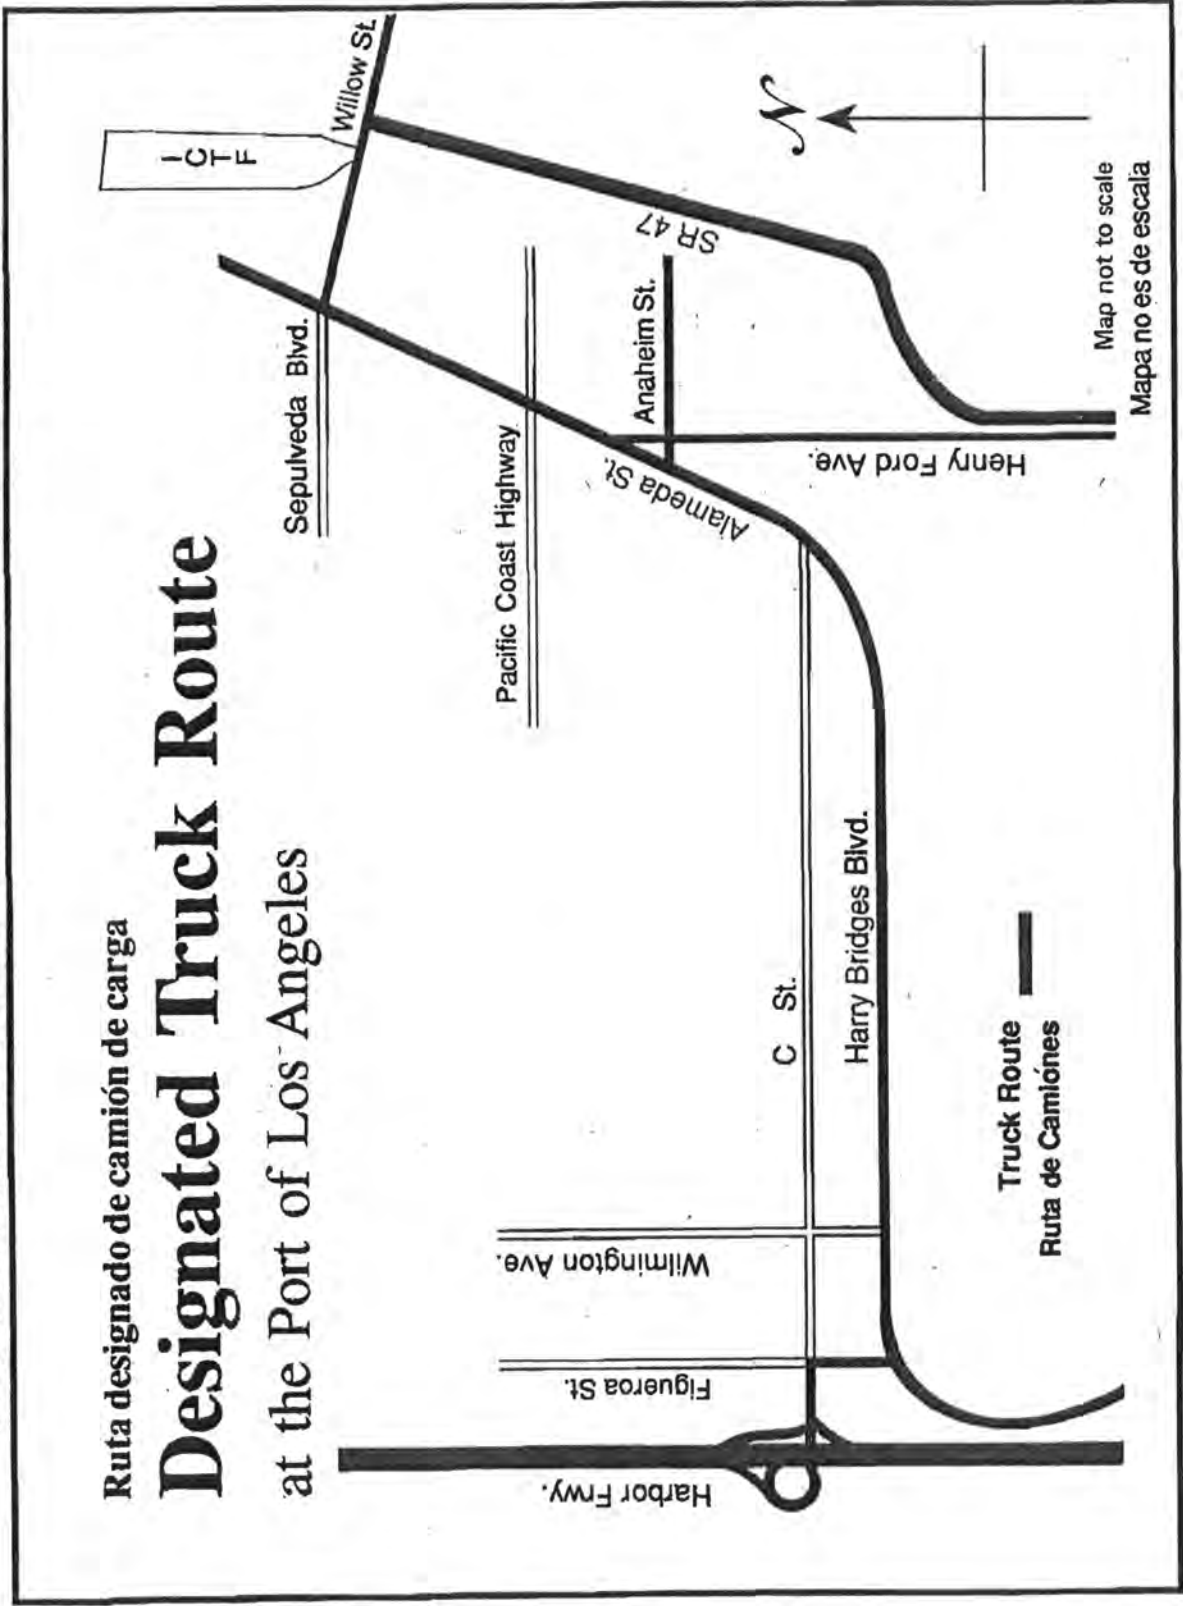 Ruta designado de camión de carga
Designated Truck Route
at the Port of Los Angeles
I
C
T
F
Willow St.
Sepulveda Blvd.
Pacific Coast Highway
SR 47
Anaheim St.
Alameda St.
Henry Ford Ave.
C St.
Harry Bridges Blvd.
Wilmington Ave.
Figueroa St.
Harbor Frwy.
N
Truck Route
Ruta de Camiónes
Map not to scale
Mapa no es de escala